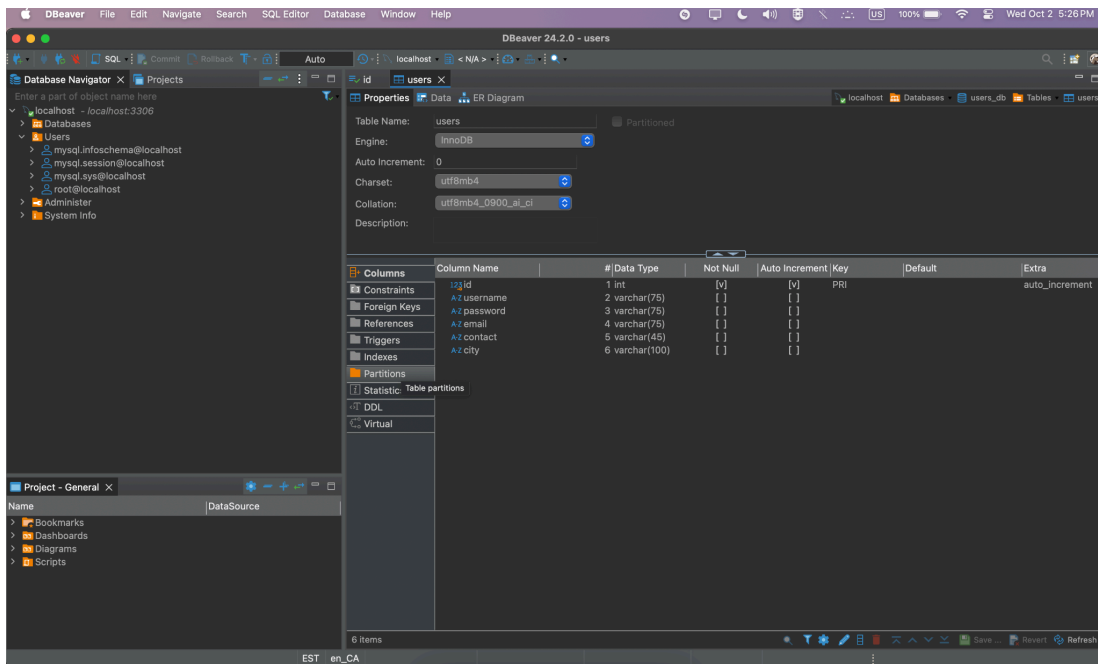 DBeaver File Edit Navigate Search SQL Editor Database Window Help US 100% Wed Oct 2 5:26 PM
DBeaver 24.2.0 - users
SQL Commit Rollback T Auto localhost < N/A >
Database Navigator Projects
Enter a part of object name here
localhost - localhost:3306
Databases
Users
mysql.infoschema@localhost
mysql.session@localhost
mysql.sys@localhost
root@localhost
Administer
System Info
Project - General
Name DataSource
Bookmarks
Dashboards
Diagrams
Scripts
id users
Properties Data ER Diagram localhost Databases users_db Tables users
Table Name: users Partitioned
Engine: InnoDB
Auto Increment: 0
Charset: utf8mb4
Collation: utf8mb4_0900_ai_ci
Description:
Columns
Constraints
Foreign Keys
References
Triggers
Indexes
Partitions
Statistic
Table partitions
DDL
Virtual
Column Name # Data Type Not Null Auto Increment Key Default Extra
123 id 1 int [v] [v] PRI auto_increment
A-Z username 2 varchar(75) [ ] [ ]
A-Z password 3 varchar(75) [ ] [ ]
A-Z email 4 varchar(75) [ ] [ ]
A-Z contact 5 varchar(45) [ ] [ ]
A-Z city 6 varchar(100) [ ] [ ]
6 items Save ... Revert Refresh
EST en_CA